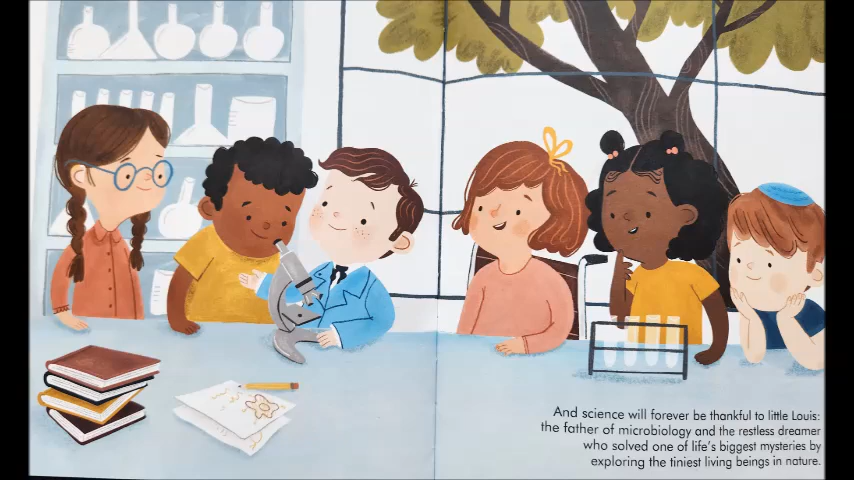 And science will forever be thankful to little Louis:
the father of microbiology and the restless dreamer
who solved one of life's biggest mysteries by
exploring the tiniest living beings in nature.